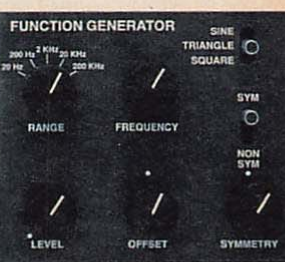 FUNCTION GENERATOR
SINE
TRIANGLE
SQUARE
2 KHz
200 Hz
20 KHz
20 Hz
200 KHz
SYM
RANGE
FREQUENCY
NON
SYM
LEVEL
OFFSET
SYMMETRY